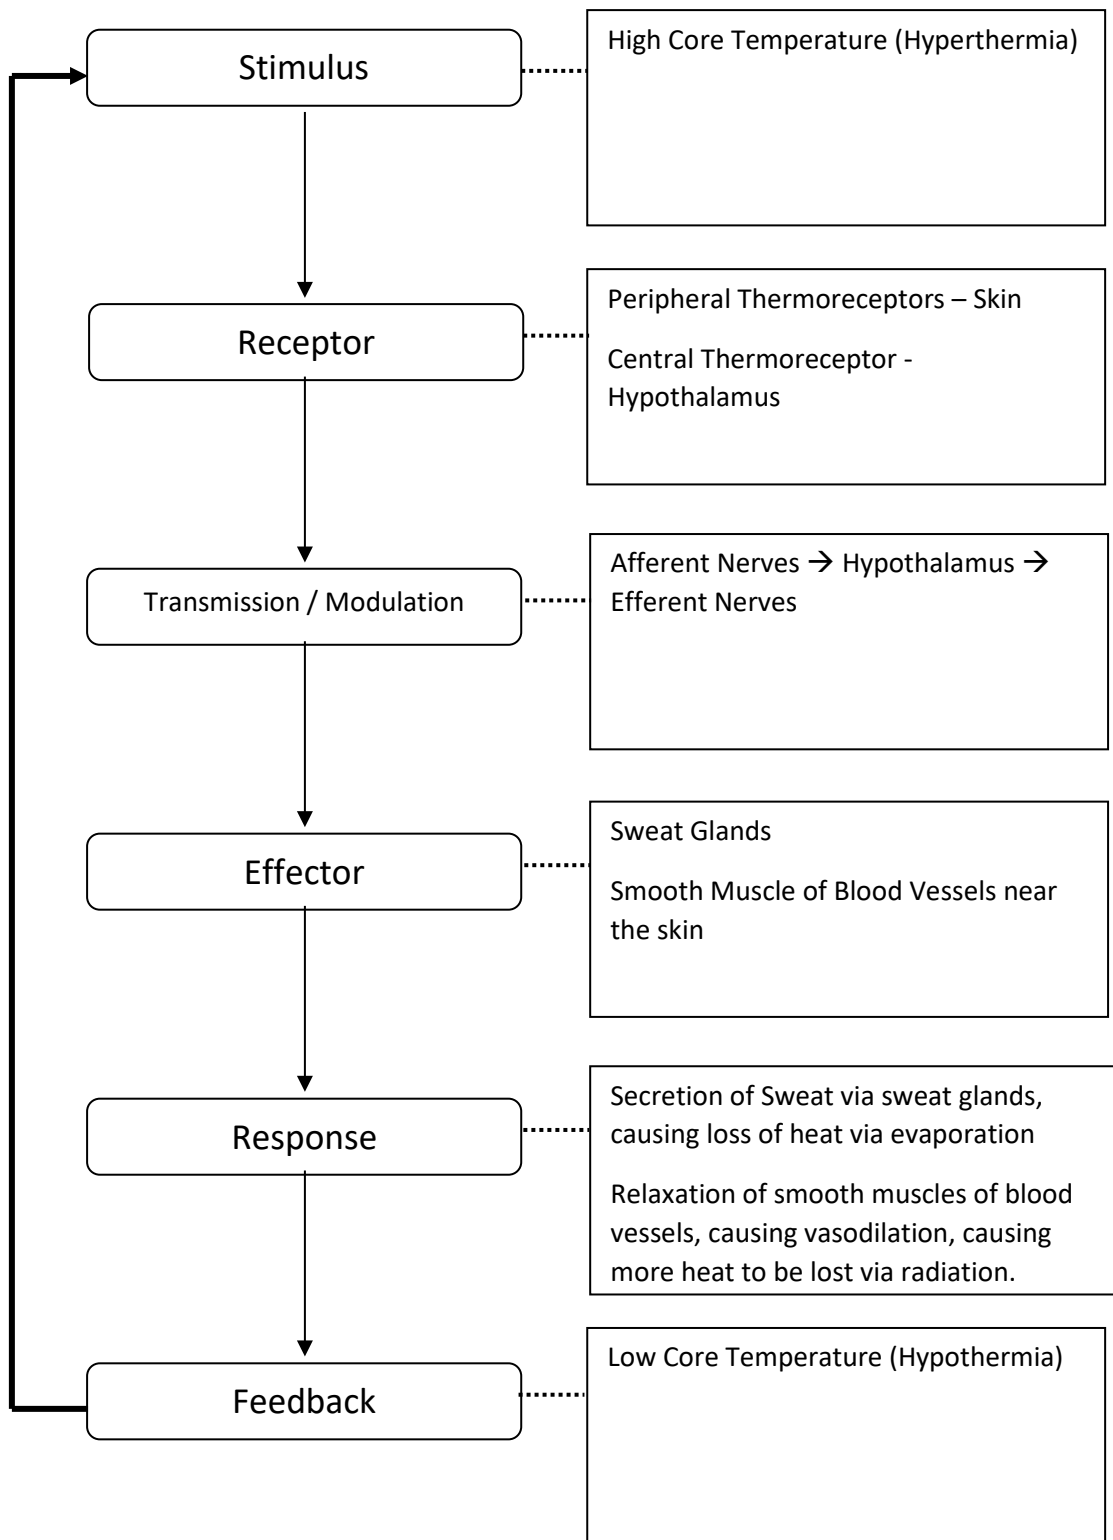 Stimulus
High Core Temperature (Hyperthermia)
Receptor
Peripheral Thermoreceptors – Skin
Central Thermoreceptor -
Hypothalamus
Transmission / Modulation
Afferent Nerves → Hypothalamus →
Efferent Nerves
Effector
Sweat Glands
Smooth Muscle of Blood Vessels near
the skin
Response
Secretion of Sweat via sweat glands,
causing loss of heat via evaporation
Relaxation of smooth muscles of blood
vessels, causing vasodilation, causing
more heat to be lost via radiation.
Feedback
Low Core Temperature (Hypothermia)